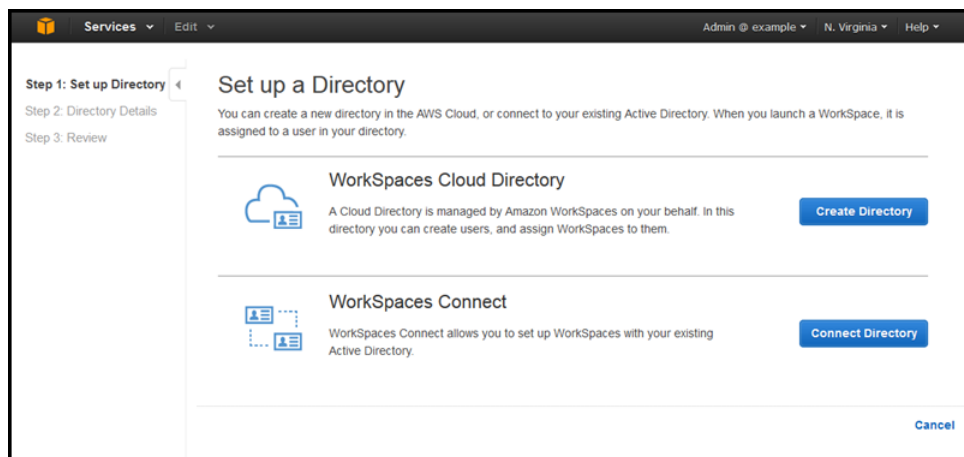 Services Edit Admin @ example N. Virginia Help
Step 1: Set up Directory
Step 2: Directory Details
Step 3: Review
Set up a Directory
You can create a new directory in the AWS Cloud, or connect to your existing Active Directory. When you launch a WorkSpace, it is
assigned to a user in your directory.
WorkSpaces Cloud Directory
A Cloud Directory is managed by Amazon WorkSpaces on your behalf. In this
directory you can create users, and assign WorkSpaces to them.
Create Directory
WorkSpaces Connect
WorkSpaces Connect allows you to set up WorkSpaces with your existing
Active Directory.
Connect Directory
Cancel